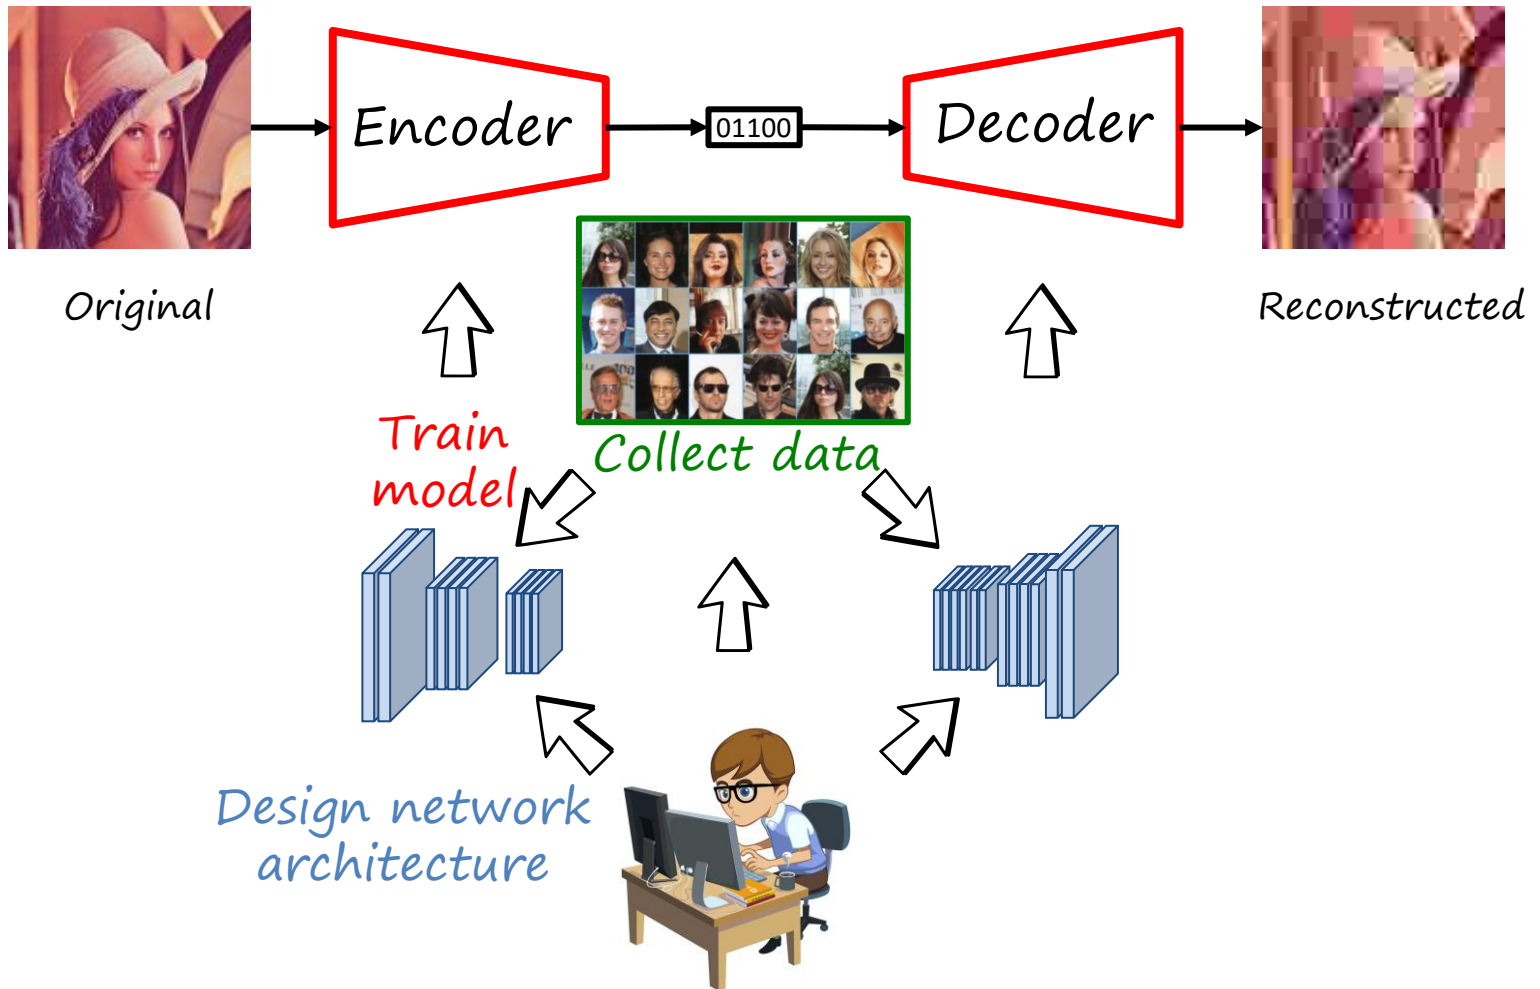 Encoder
01100
Decoder
Original
Reconstructed
Train
model
Collect data
Design network
architecture